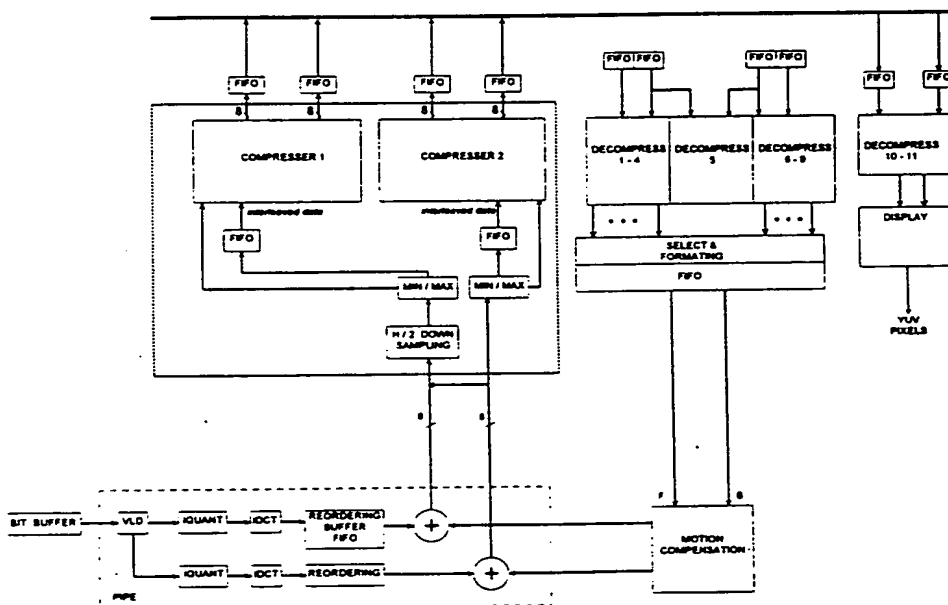 FIFO
FIFO
FIFO
FIFO
FIFO FIFO
FIFO FIFO
FIFO
FIFO
8
8
8
8
COMPRESSER 1
COMPRESSER 2
DECOMPRESS
1 - 4
DECOMPRESS
5
DECOMPRESS
6 - 9
DECOMPRESS
10 - 11
interleaved data
interleaved data
FIFO
FIFO
DISPLAY
SELECT &
FORMATING
FIFO
MIN / MAX
MIN / MAX
H / 2 DOWN
SAMPLING
YUV
PIXELS
8
8
F
B
BIT BUFFER
VLD
IQUANT
IDCT
REORDERING
BUFFER
FIFO
+
MOTION
COMPENSATION
IQUANT
IDCT
REORDERING
+
PIPE